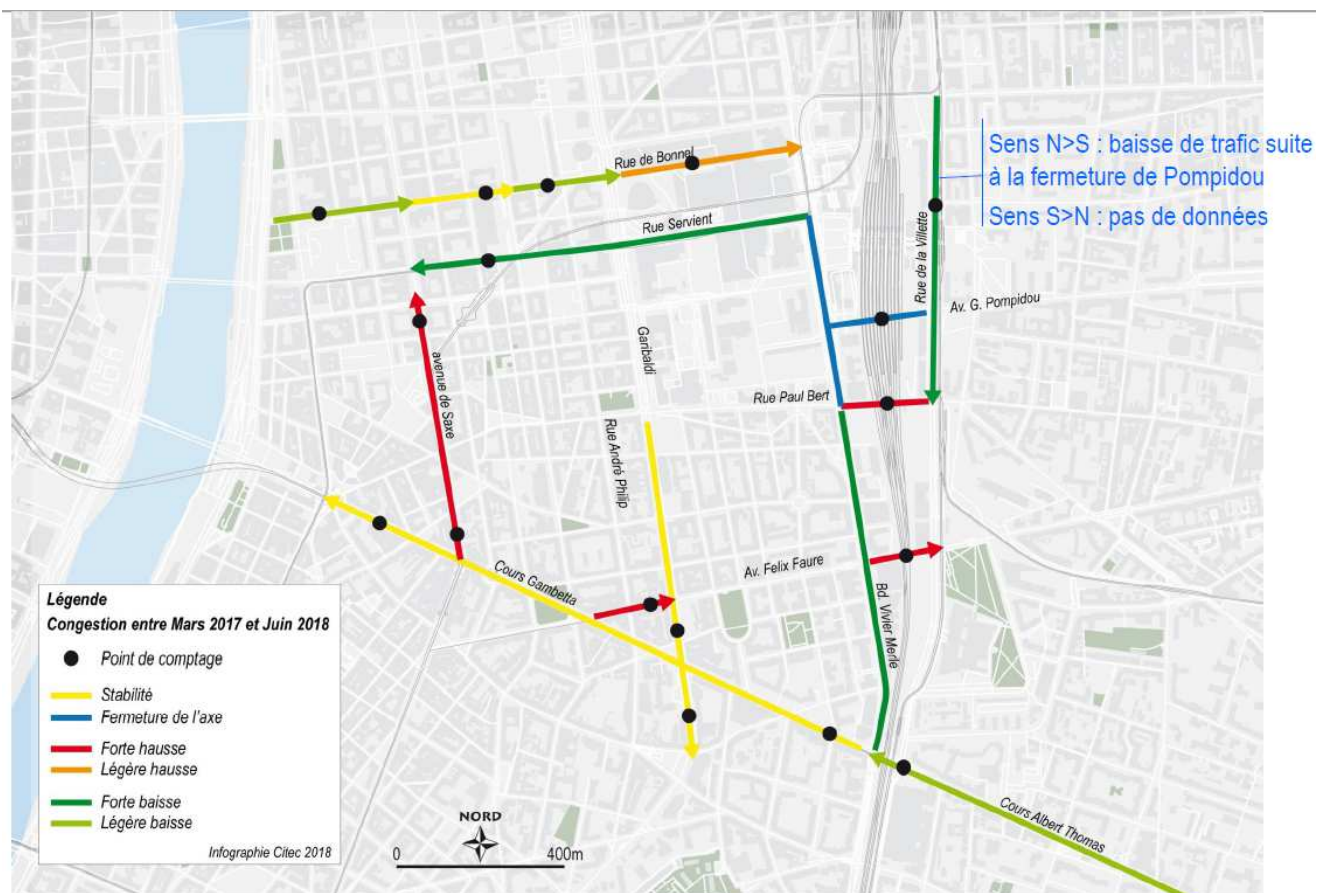 Rue de Bonnel
Sens N>S : baisse de trafic suite
à la fermeture de Pompidou
Sens S>N : pas de données
Rue Servient
Rue de la Villette
Av. G. Pompidou
Garibaldi
avenue de Saxe
Rue Paul Bert
Rue André Philip
Av. Felix Faure
Cours Gambetta
Bd. Vivier Merle
Cours Albert Thomas
Légende
Congestion entre Mars 2017 et Juin 2018
Point de comptage
Stabilité
Fermeture de l'axe
Forte hausse
Légère hausse
Forte baisse
Légère baisse
Infographie Citec 2018
NORD
0 400m